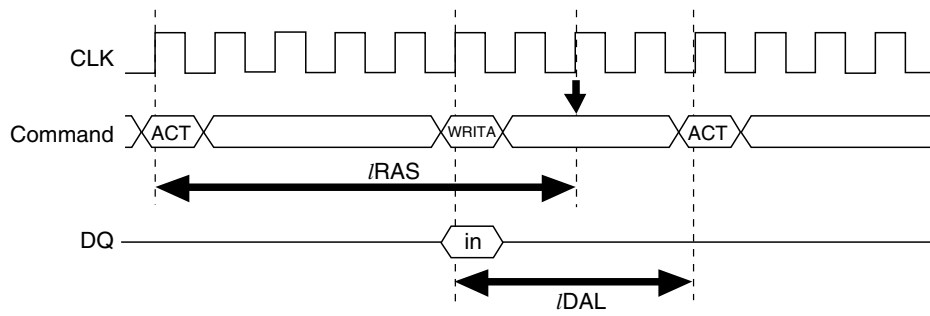 CLK
Command ACT WRITA ACT
lRAS
DQ in
lDAL